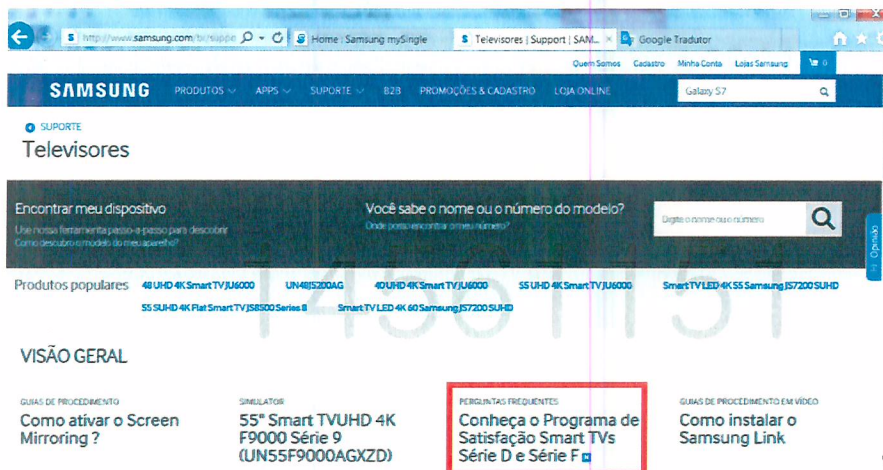 http://www.samsung.com/br/suppo
Home : Samsung mySingle
Televisores | Support | SAM...
Google Tradutor
Quem Somos Cadastro Minha Conta Lojas Samsung 0
SAMSUNG PRODUTOS APPS SUPORTE B2B PROMOÇÕES & CADASTRO LOJA ONLINE Galaxy S7
SUPORTE
Televisores
Encontrar meu dispositivo
Use nossa ferramenta passo-a-passo para descobrir
Como descubro o modelo do meu aparelho?
Você sabe o nome ou o número do modelo?
Onde posso encontrar o meu número?
Digite o nome ou o número
Opinião
14561151
Produtos populares 48 UHD 4K Smart TV JU6000 UN48J5200AG 40 UHD 4K Smart TV JU6000 55 UHD 4K Smart TV JU6000 Smart TV LED 4K 55 Samsung JS7200 SUHD
55 SUHD 4K Flat Smart TV JS8500 Series 8 Smart TV LED 4K 60 Samsung JS7200 SUHD
VISÃO GERAL
GUIAS DE PROCEDIMENTO
Como ativar o Screen
Mirroring ?
SIMULATOR
55" Smart TVUHD 4K
F9000 Série 9
(UN55F9000AGXZD)
PERGUNTAS FREQUENTES
Conheça o Programa de
Satisfação Smart TVs
Série D e Série F
GUIAS DE PROCEDIMENTO EM VÍDEO
Como instalar o
Samsung Link